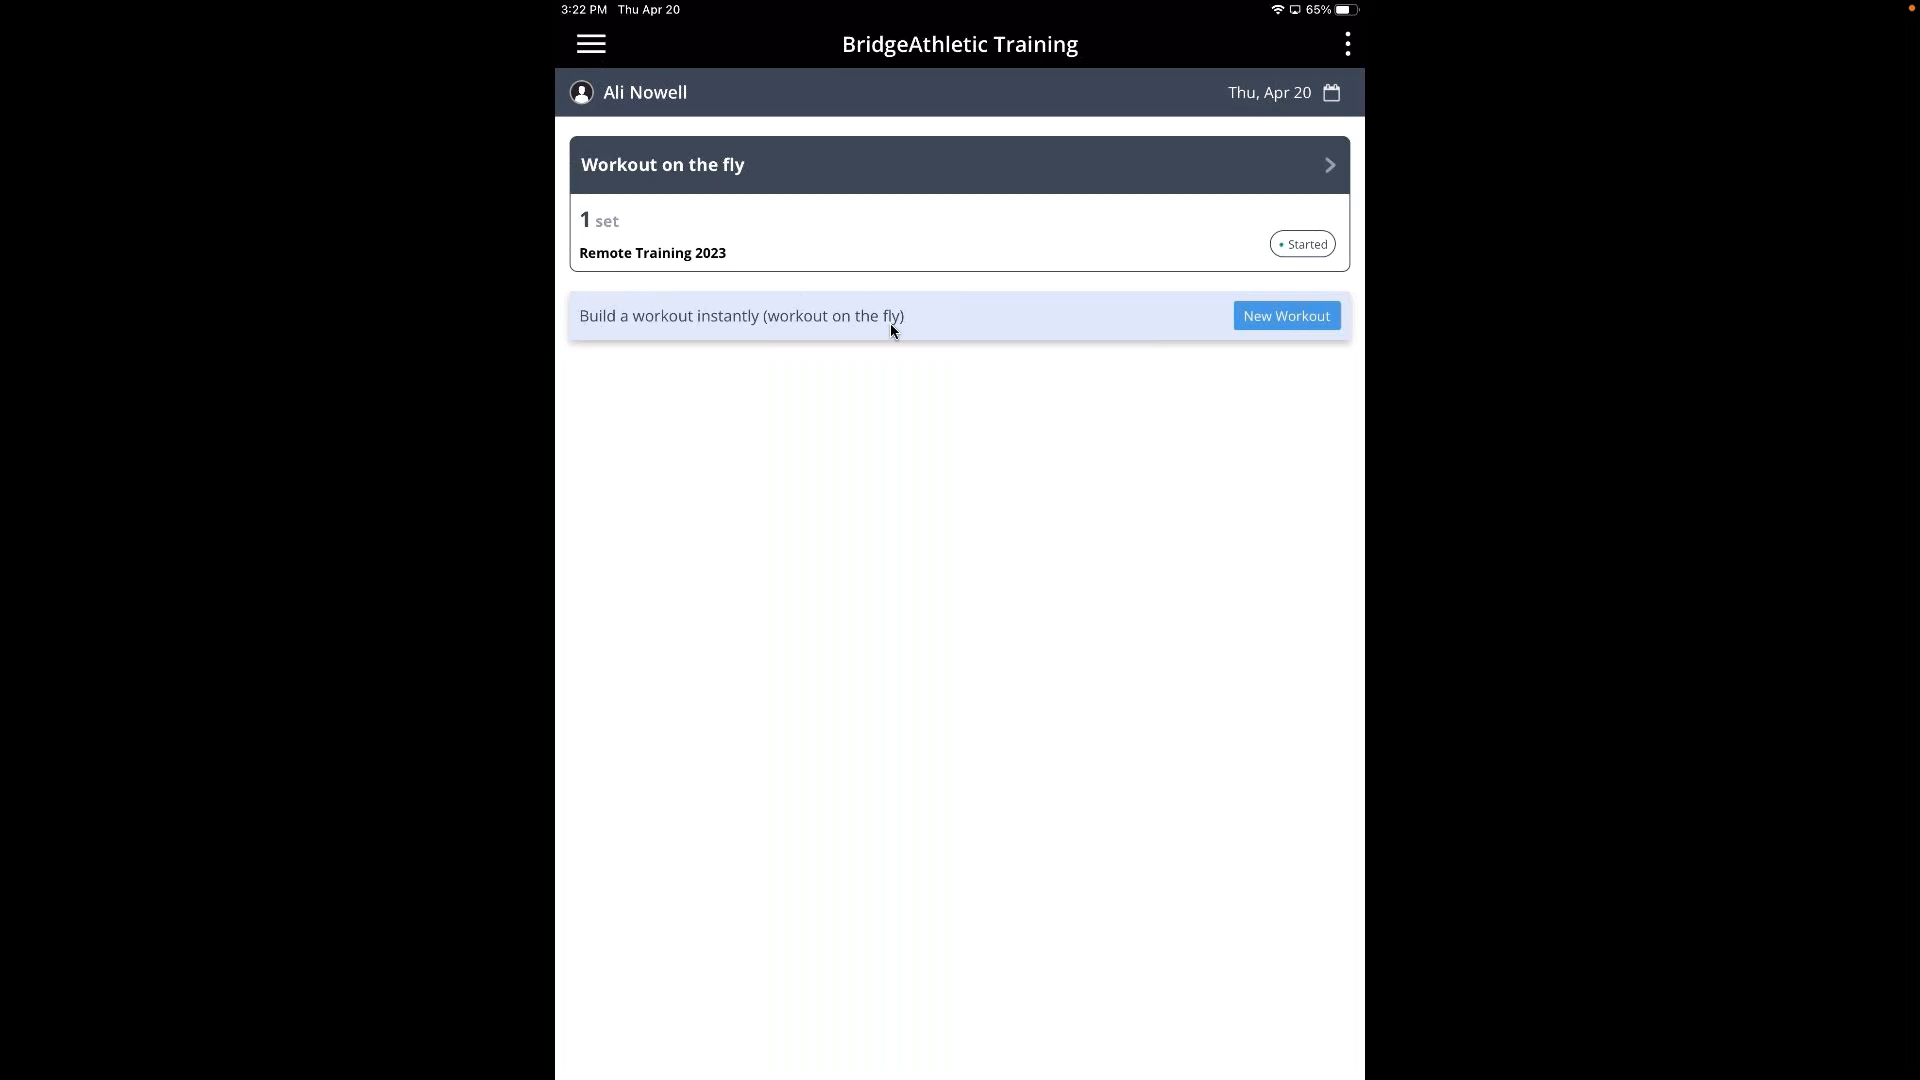 3:22 PM Thu Apr 20 65%
BridgeAthletic Training
Ali Nowell Thu, Apr 20
Workout on the fly
1 set
Started
Remote Training 2023
Build a workout instantly (workout on the fly) New Workout